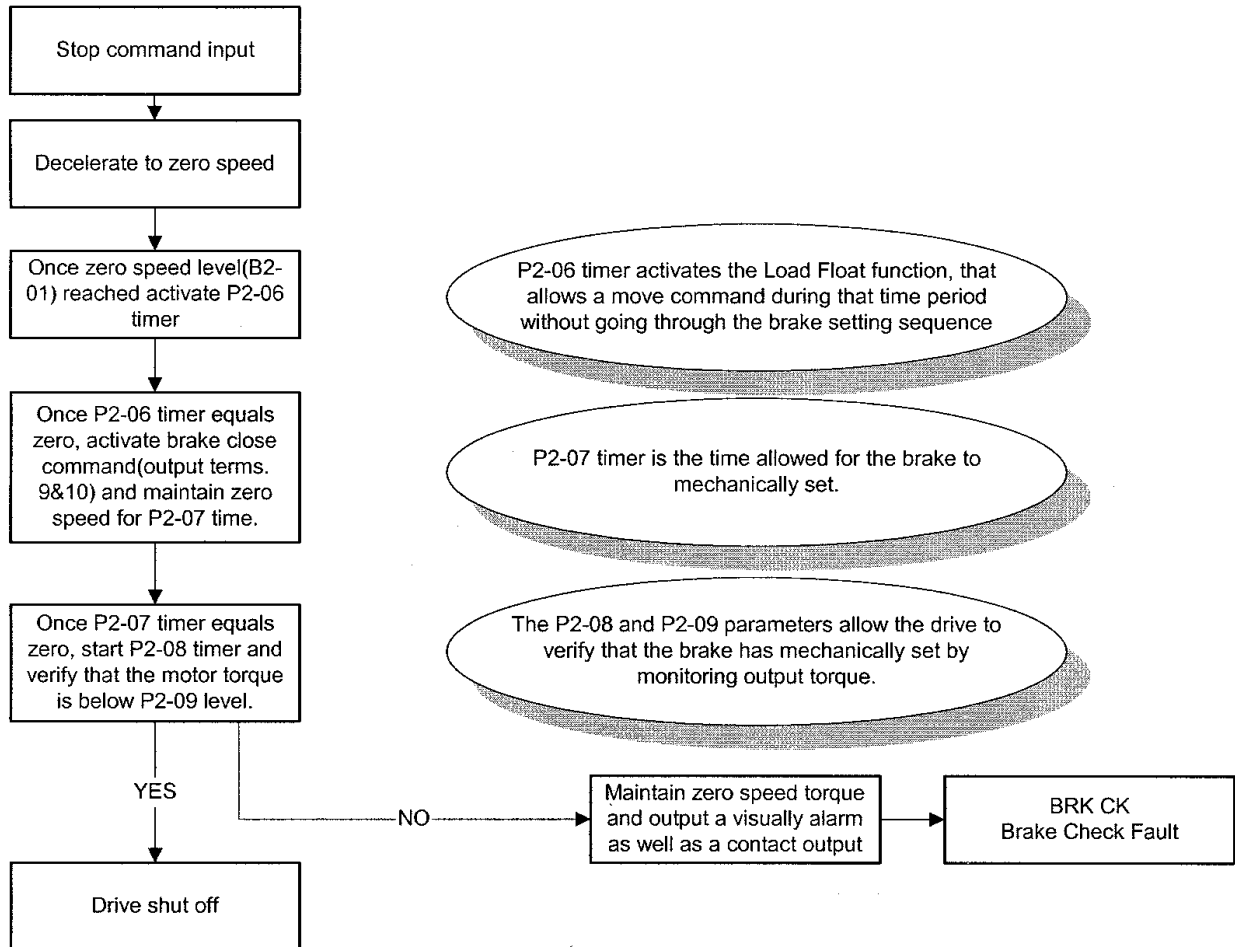 Stop command input
Decelerate to zero speed
Once zero speed level(B2-
01) reached activate P2-06
timer
P2-06 timer activates the Load Float function, that
allows a move command during that time period
without going through the brake setting sequence
Once P2-06 timer equals
zero, activate brake close
command(output terms.
9&10) and maintain zero
speed for P2-07 time.
P2-07 timer is the time allowed for the brake to
mechanically set.
Once P2-07 timer equals
zero, start P2-08 timer and
verify that the motor torque
is below P2-09 level.
The P2-08 and P2-09 parameters allow the drive to
verify that the brake has mechanically set by
monitoring output torque.
YES
NO
Maintain zero speed torque
and output a visually alarm
as well as a contact output
BRK CK
Brake Check Fault
Drive shut off